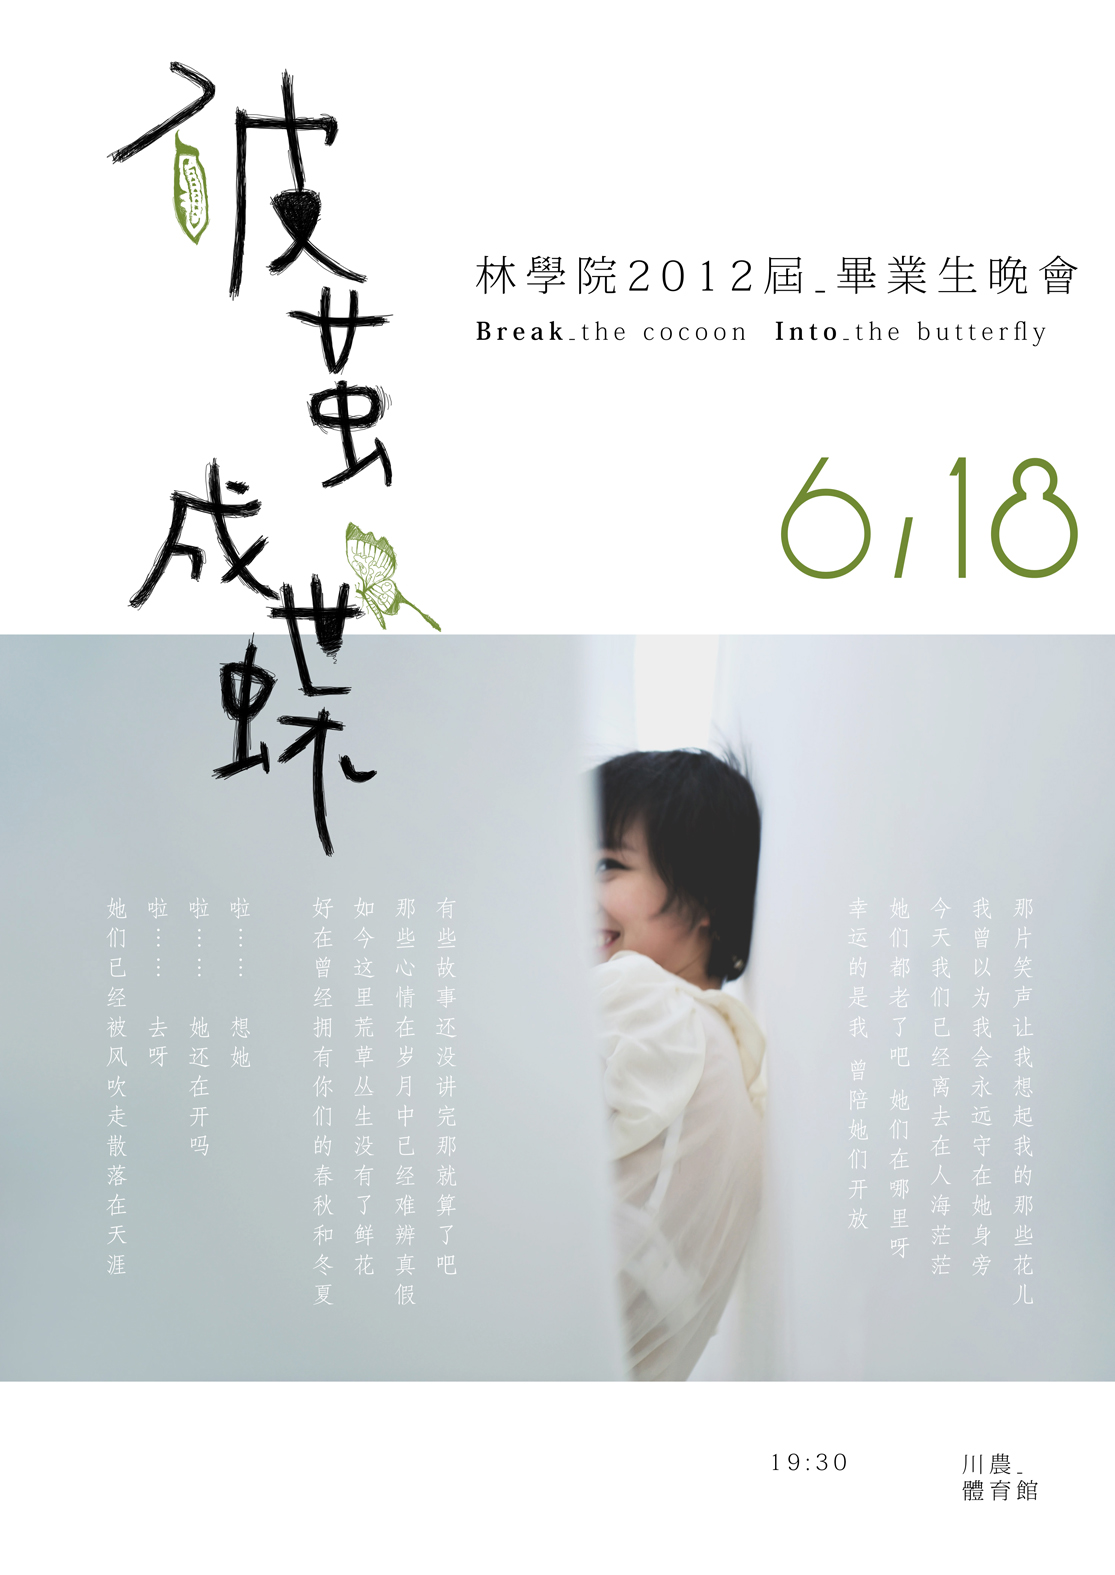 彼茧
成蝶
林學院2012屆_畢業生晚會
Break_the cocoon Into_the butterfly
6,18
那片笑声让我想起我的那些花儿
我曾以为我会永远守在她身旁
今天我们已经离去在人海茫茫
她们都老了吧 她们在哪里呀
幸运的是我 曾陪她们开放
有些故事还没讲完那就算了吧
那些心情在岁月中已经难辨真假
如今这里荒草丛生没有了鲜花
好在曾经拥有你们的春秋和冬夏
啦…… 想她
啦…… 她还在开吗
啦…… 去呀
她们已经被风吹走散落在天涯
19:30
川農_
體育館